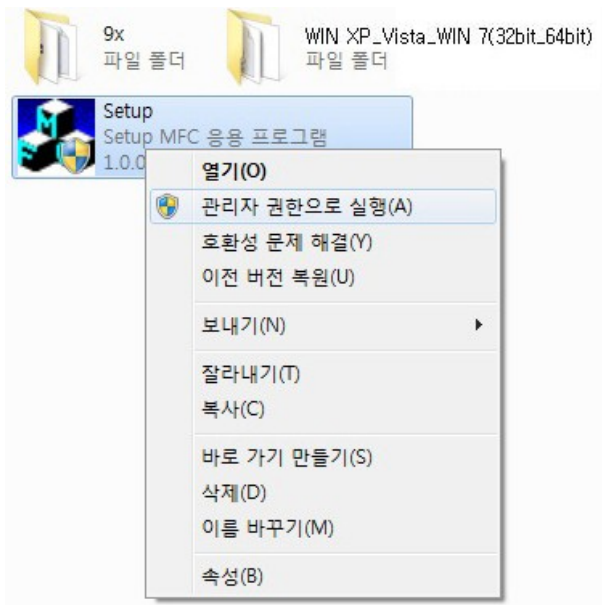 9x
파일 폴더
WIN XP_Vista_WIN 7(32bit_64bit)
파일 폴더
Setup
Setup MFC 응용 프로그램
1.0.0
열기(O)
관리자 권한으로 실행(A)
호환성 문제 해결(Y)
이전 버전 복원(U)
보내기(N)
잘라내기(T)
복사(C)
바로 가기 만들기(S)
삭제(D)
이름 바꾸기(M)
속성(B)